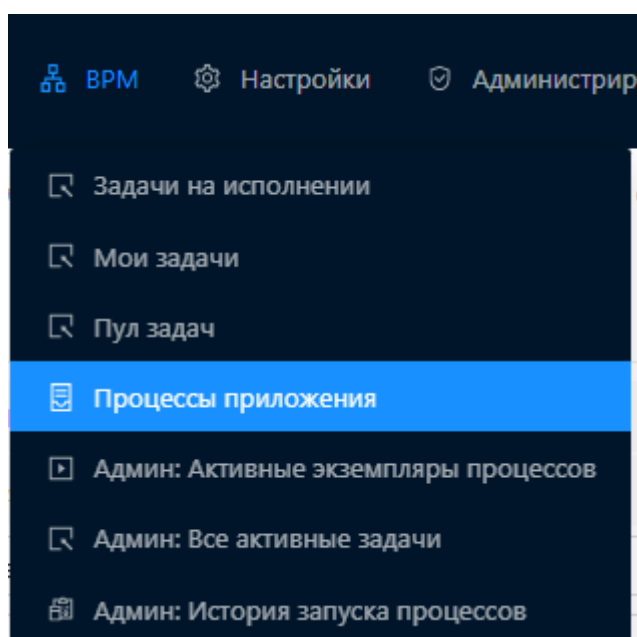 BPM Настройки Администрир
Задачи на исполнении
Мои задачи
Пул задач
Процессы приложения
Админ: Активные экземпляры процессов
Админ: Все активные задачи
Админ: История запуска процессов